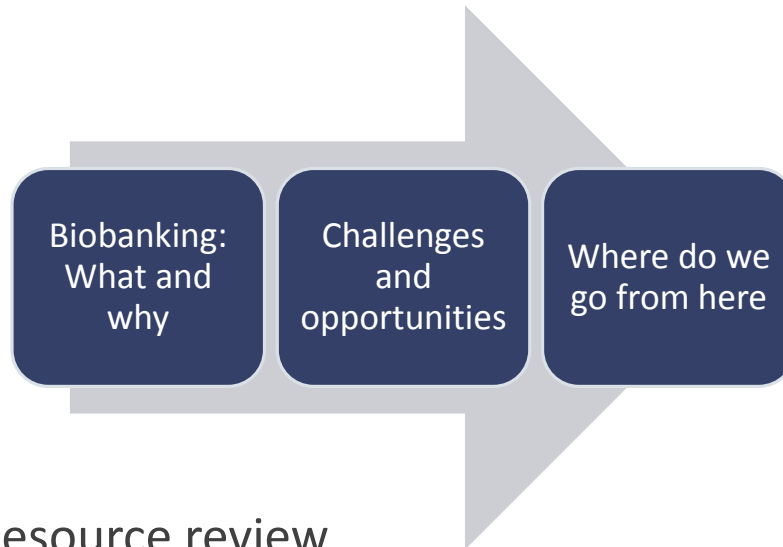 Biobanking:
What and
why
Challenges
and
opportunities
Where do we
go from here
esource review